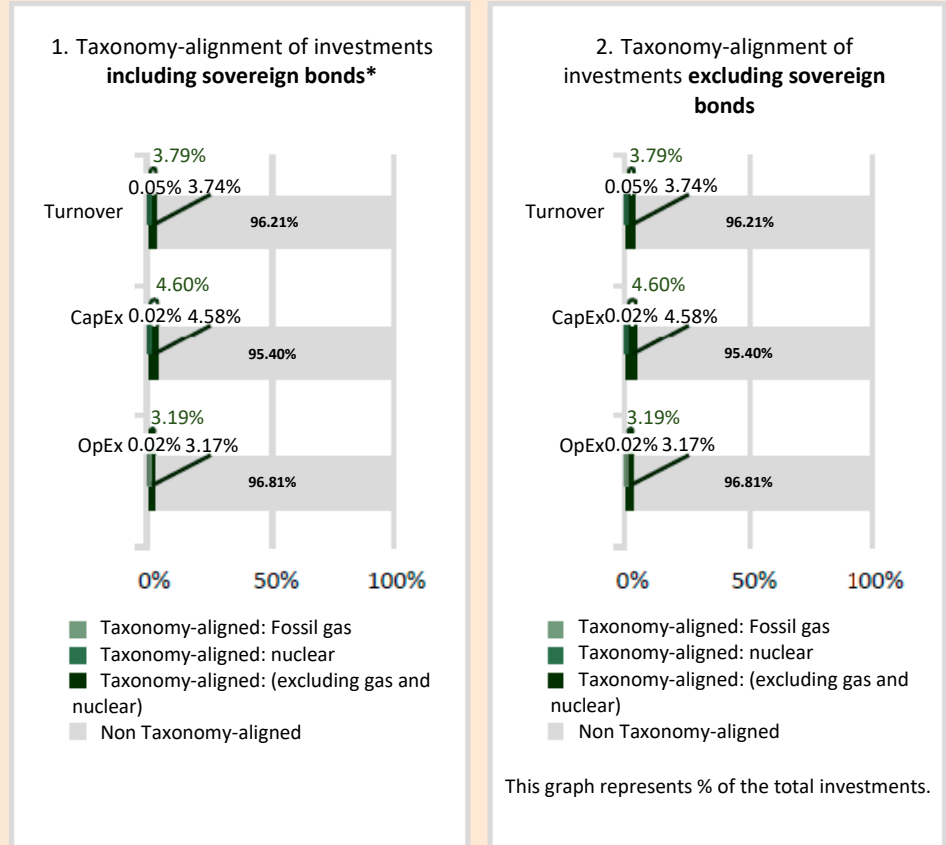 1. Taxonomy-alignment of investments
including sovereign bonds*
3.79%
0.05% 3.74%
Turnover
96.21%
4.60%
CapEx 0.02% 4.58%
95.40%
3.19%
OpEx 0.02% 3.17%
96.81%
0% 50% 100%
Taxonomy-aligned: Fossil gas
Taxonomy-aligned: nuclear
Taxonomy-aligned: (excluding gas and
nuclear)
Non Taxonomy-aligned
2. Taxonomy-alignment of
investments excluding sovereign
bonds
3.79%
0.05% 3.74%
Turnover
96.21%
4.60%
CapEx 0.02% 4.58%
95.40%
3.19%
OpEx 0.02% 3.17%
96.81%
0% 50% 100%
Taxonomy-aligned: Fossil gas
Taxonomy-aligned: nuclear
Taxonomy-aligned: (excluding gas and
nuclear)
Non Taxonomy-aligned
This graph represents % of the total investments.